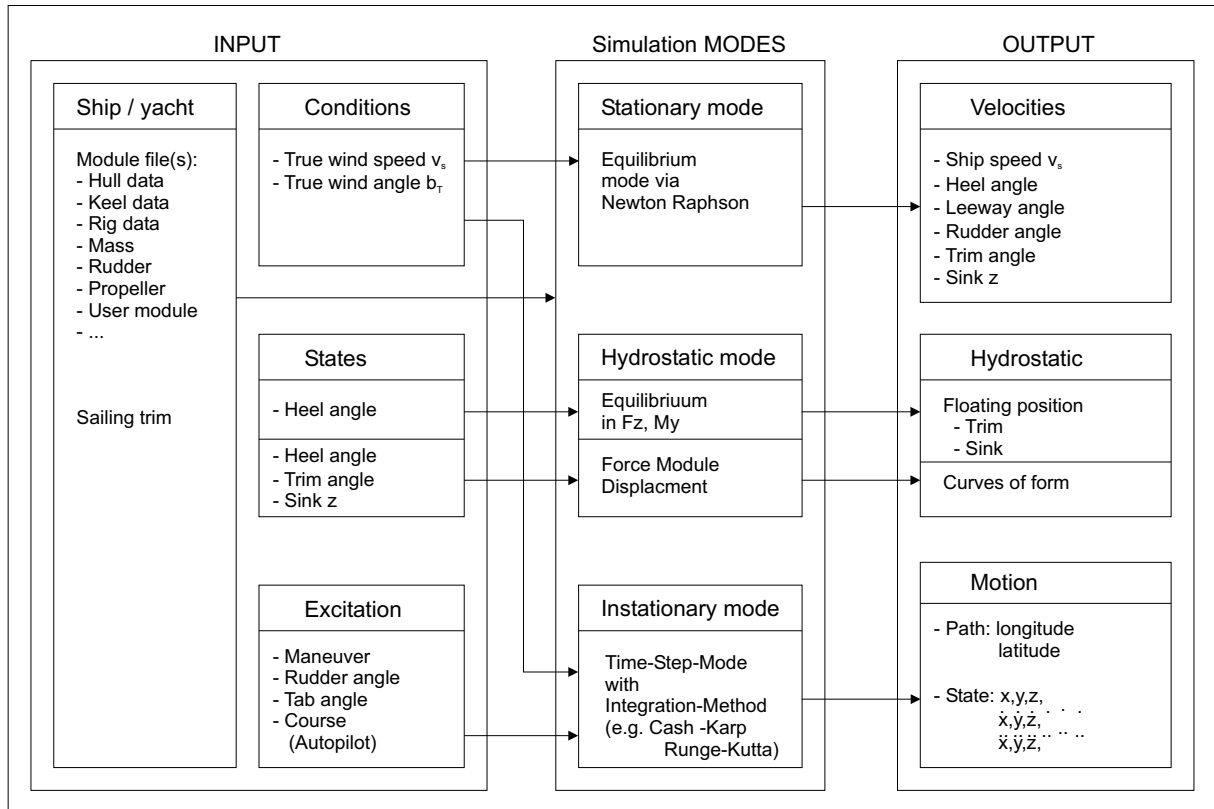 INPUT
Simulation MODES
OUTPUT
Ship / yacht
Module file(s):
- Hull data
- Keel data
- Rig data
- Mass
- Rudder
- Propeller
- User module
- ...
Sailing trim
Conditions
- True wind speed vₛ
- True wind angle b_T
States
- Heel angle
- Heel angle
- Trim angle
- Sink z
Excitation
- Maneuver
- Rudder angle
- Tab angle
- Course
(Autopilot)
Stationary mode
Equilibrium
mode via
Newton Raphson
Hydrostatic mode
Equilibriuum
in Fz, My
Force Module
Displacment
Instationary mode
Time-Step-Mode
with
Integration-Method
(e.g. Cash -Karp
Runge-Kutta)
Velocities
- Ship speed vₛ
- Heel angle
- Leeway angle
- Rudder angle
- Trim angle
- Sink z
Hydrostatic
Floating position
- Trim
- Sink
Curves of form
Motion
- Path: longitude
latitude
- State: x,y,z,
ẋ,ẏ,ż,
ẍ,ÿ,z̈,